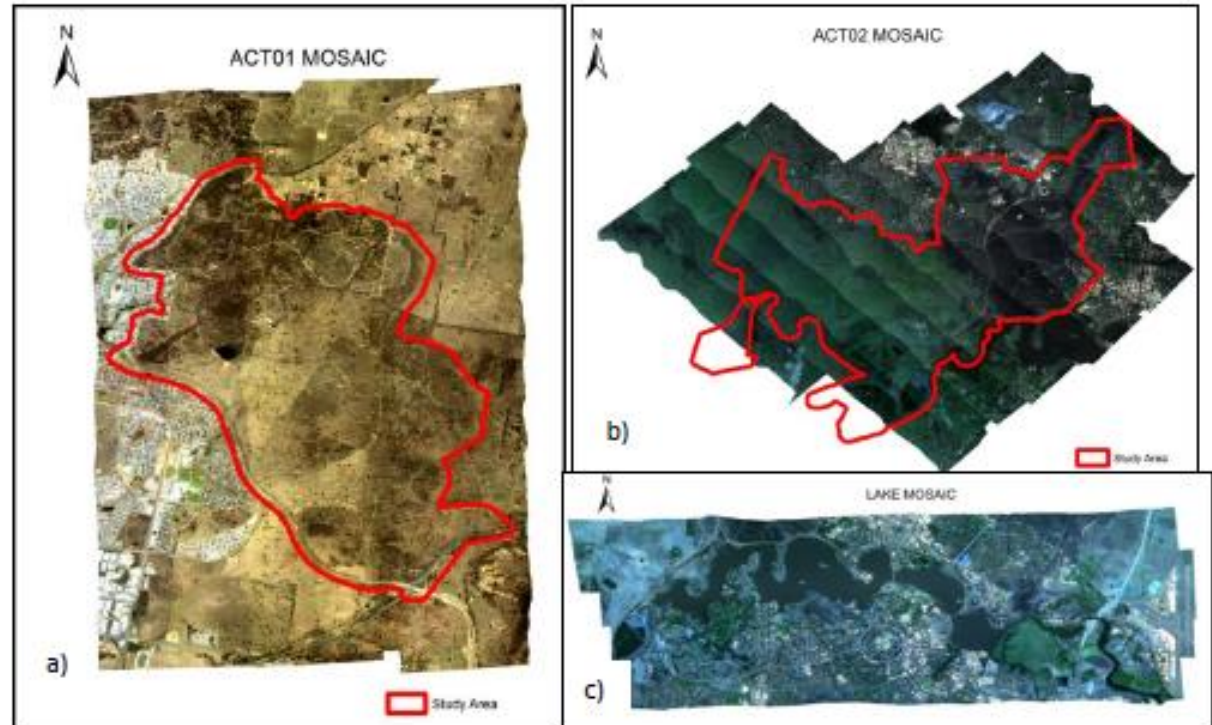 N
ACT01 MOSAIC
a)
Study Area
N
ACT02 MOSAIC
b)
Study Area
N
LAKE MOSAIC
c)